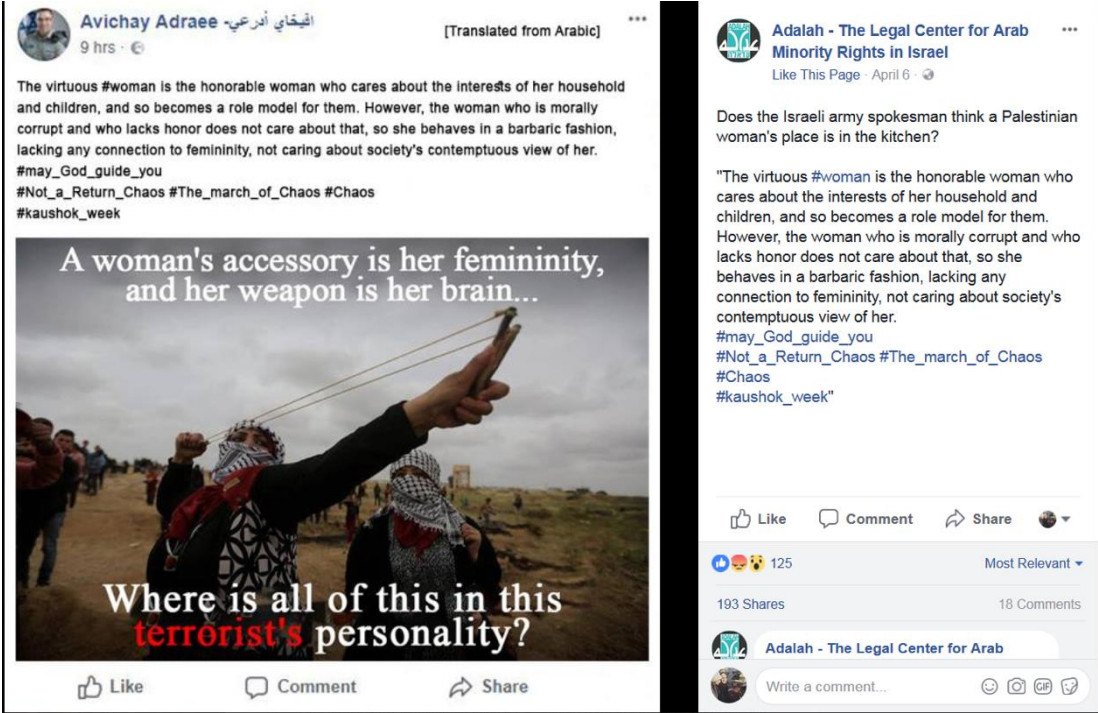 Avichay Adraee -افيخاي أدرعي
9 hrs ·
[Translated from Arabic]
The virtuous #woman is the honorable woman who cares about the interests of her household
and children, and so becomes a role model for them. However, the woman who is morally
corrupt and who lacks honor does not care about that, so she behaves in a barbaric fashion,
lacking any connection to femininity, not caring about society's contemptuous view of her.
#may_God_guide_you
#Not_a_Return_Chaos #The_march_of_Chaos #Chaos
#kaushok_week
A woman's accessory is her femininity,
and her weapon is her brain...
Where is all of this in this
terrorist's personality?
Like Comment Share
Adalah - The Legal Center for Arab
Minority Rights in Israel
Like This Page · April 6 ·
Does the Israeli army spokesman think a Palestinian
woman's place is in the kitchen?
"The virtuous #woman is the honorable woman who
cares about the interests of her household and
children, and so becomes a role model for them.
However, the woman who is morally corrupt and who
lacks honor does not care about that, so she
behaves in a barbaric fashion, lacking any
connection to femininity, not caring about society's
contemptuous view of her.
#may_God_guide_you
#Not_a_Return_Chaos #The_march_of_Chaos
#Chaos
#kaushok_week"
Like Comment Share
125 Most Relevant
193 Shares 18 Comments
Adalah - The Legal Center for Arab
Write a comment...
GIF